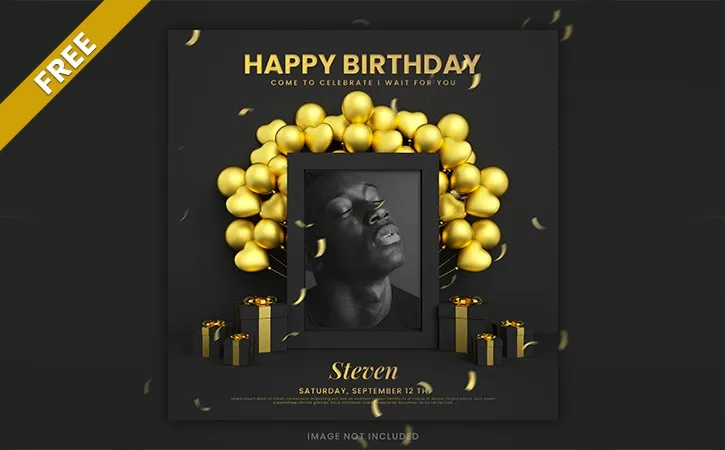 FREE
HAPPY BIRTHDAY
COME TO CELEBRATE I WAIT FOR YOU
Steven
SATURDAY, SEPTEMBER 12 TH
IMAGE NOT INCLUDED